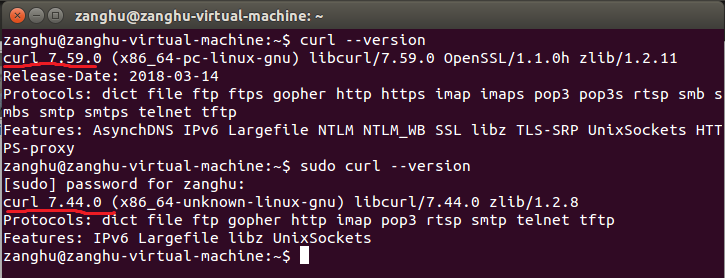 zanghu@zanghu-virtual-machine: ~
zanghu@zanghu-virtual-machine:~$ curl --version
curl 7.59.0 (x86_64-pc-linux-gnu) libcurl/7.59.0 OpenSSL/1.1.0h zlib/1.2.11
Release-Date: 2018-03-14
Protocols: dict file ftp ftps gopher http https imap imaps pop3 pop3s rtsp smb s
mbs smtp smtps telnet tftp
Features: AsynchDNS IPv6 Largefile NTLM NTLM_WB SSL libz TLS-SRP UnixSockets HTT
PS-proxy
zanghu@zanghu-virtual-machine:~$ sudo curl --version
[sudo] password for zanghu:
curl 7.44.0 (x86_64-unknown-linux-gnu) libcurl/7.44.0 zlib/1.2.8
Protocols: dict file ftp gopher http imap pop3 rtsp smtp telnet tftp
Features: IPv6 Largefile libz UnixSockets
zanghu@zanghu-virtual-machine:~$